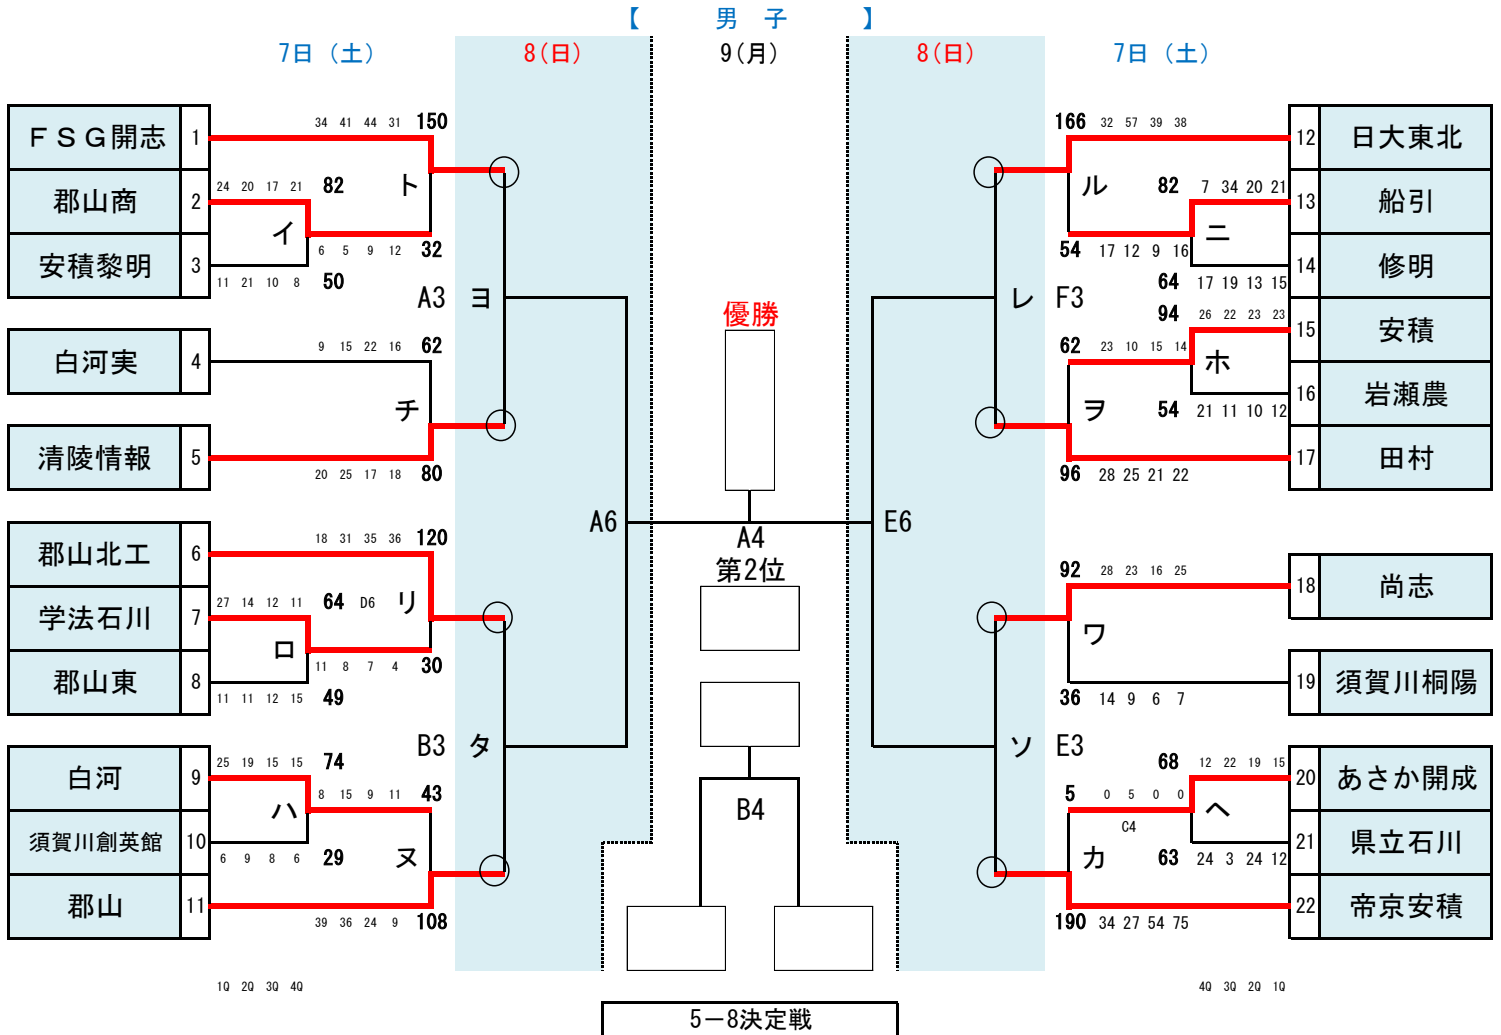 【 男 子 】
7日（土） 8(日) 9(月) 8(日) 7日（土）
ＦＳＧ開志 1 34 41 44 31 150 166 32 57 39 38 12 日大東北
郡山商 2 24 20 17 21 82 ト ル 82 7 34 20 21 13 船引
イ 6 5 9 12 32 54 17 12 9 16 ニ
安積黎明 3 11 21 10 8 50 64 17 19 13 15 14 修明
A3 ヨ レ F3
優勝
94 26 22 23 23 15 安積
白河実 4 9 15 22 16 62 62 23 10 15 14 ホ
チ ヲ 54 21 11 10 12 16 岩瀬農
清陵情報 5 20 25 17 18 80 96 28 25 21 22 17 田村
A6 A4 E6
第2位
郡山北工 6 18 31 35 36 120 92 28 23 16 25 18 尚志
学法石川 7 27 14 12 11 64 D6 リ ワ
ロ 11 8 7 4 30
郡山東 8 11 11 12 15 49 36 14 9 6 7 19 須賀川桐陽
B3 タ ソ E3
白河 9 25 19 15 15 74 68 12 22 19 15 20 あさか開成
ハ 8 15 9 11 43 5 0 5 0 0 ヘ
B4
C4
須賀川創英館 10 6 9 8 6 29 ヌ カ 63 24 3 24 12 21 県立石川
郡山 11 39 36 24 9 108 190 34 27 54 75 22 帝京安積
1Q 2Q 3Q 4Q 4Q 3Q 2Q 1Q
5－8決定戦